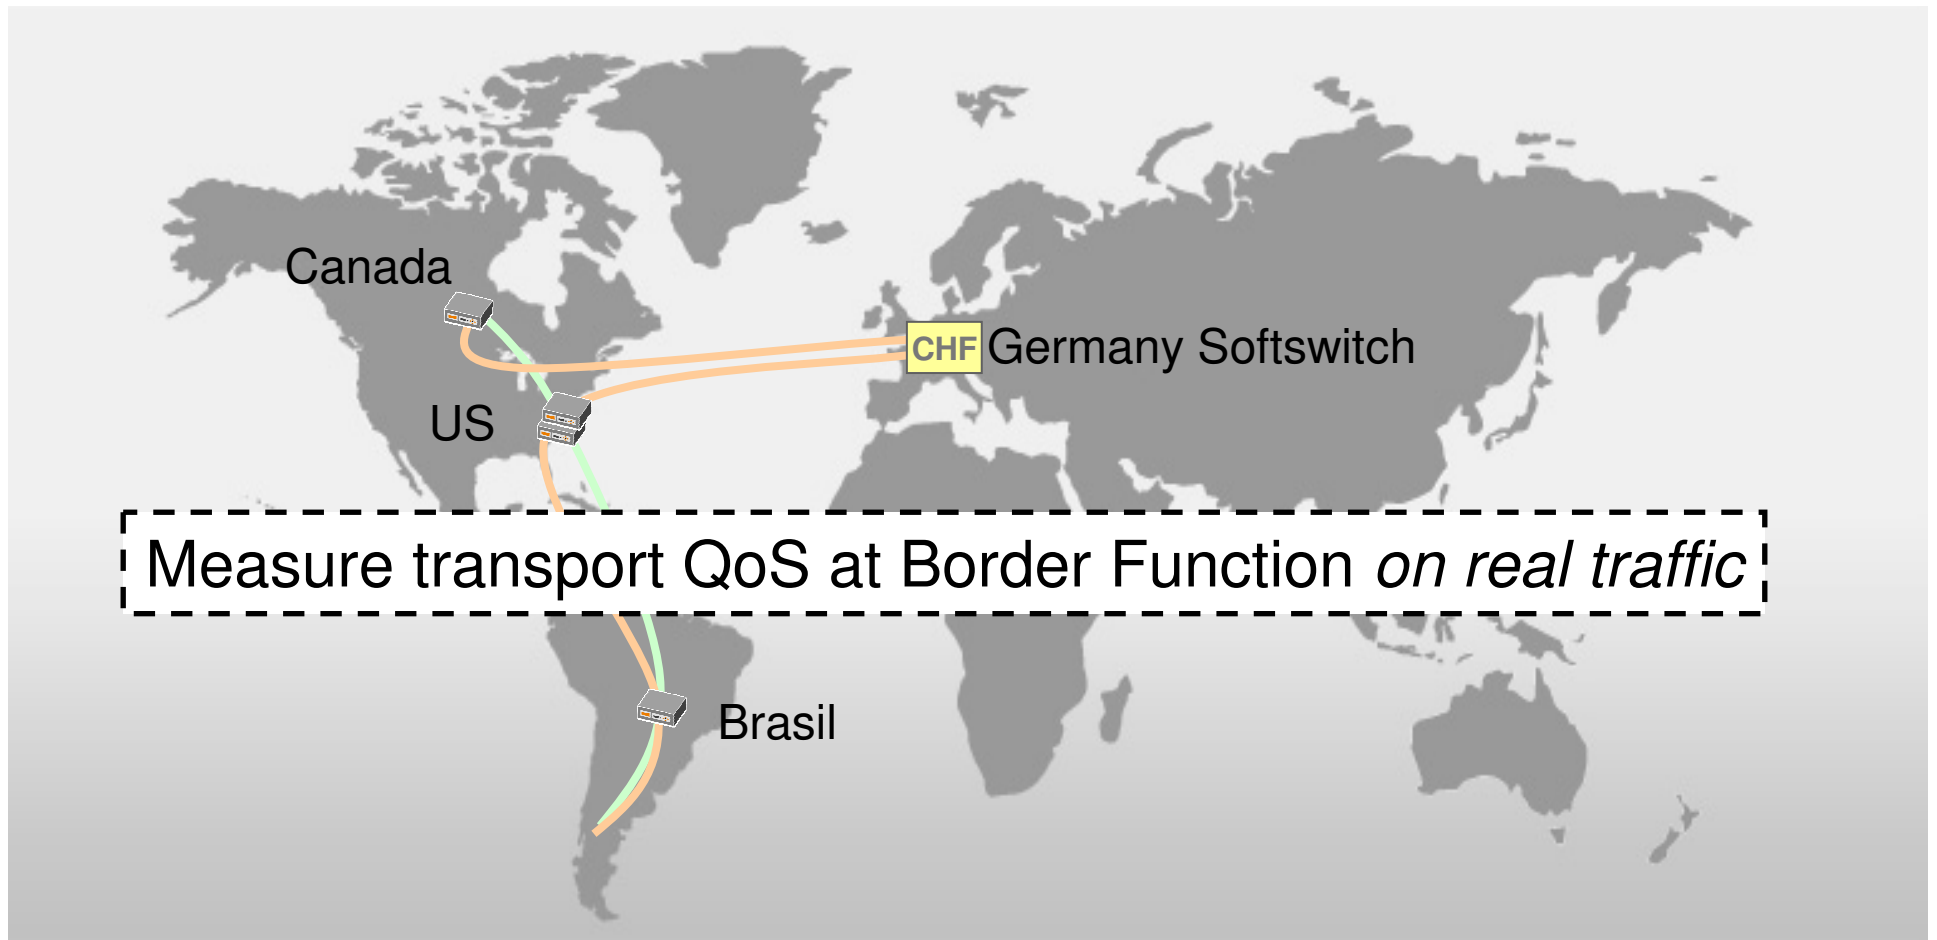 Canada
CHF
Germany Softswitch
US
Measure transport QoS at Border Function on real traffic
Brasil